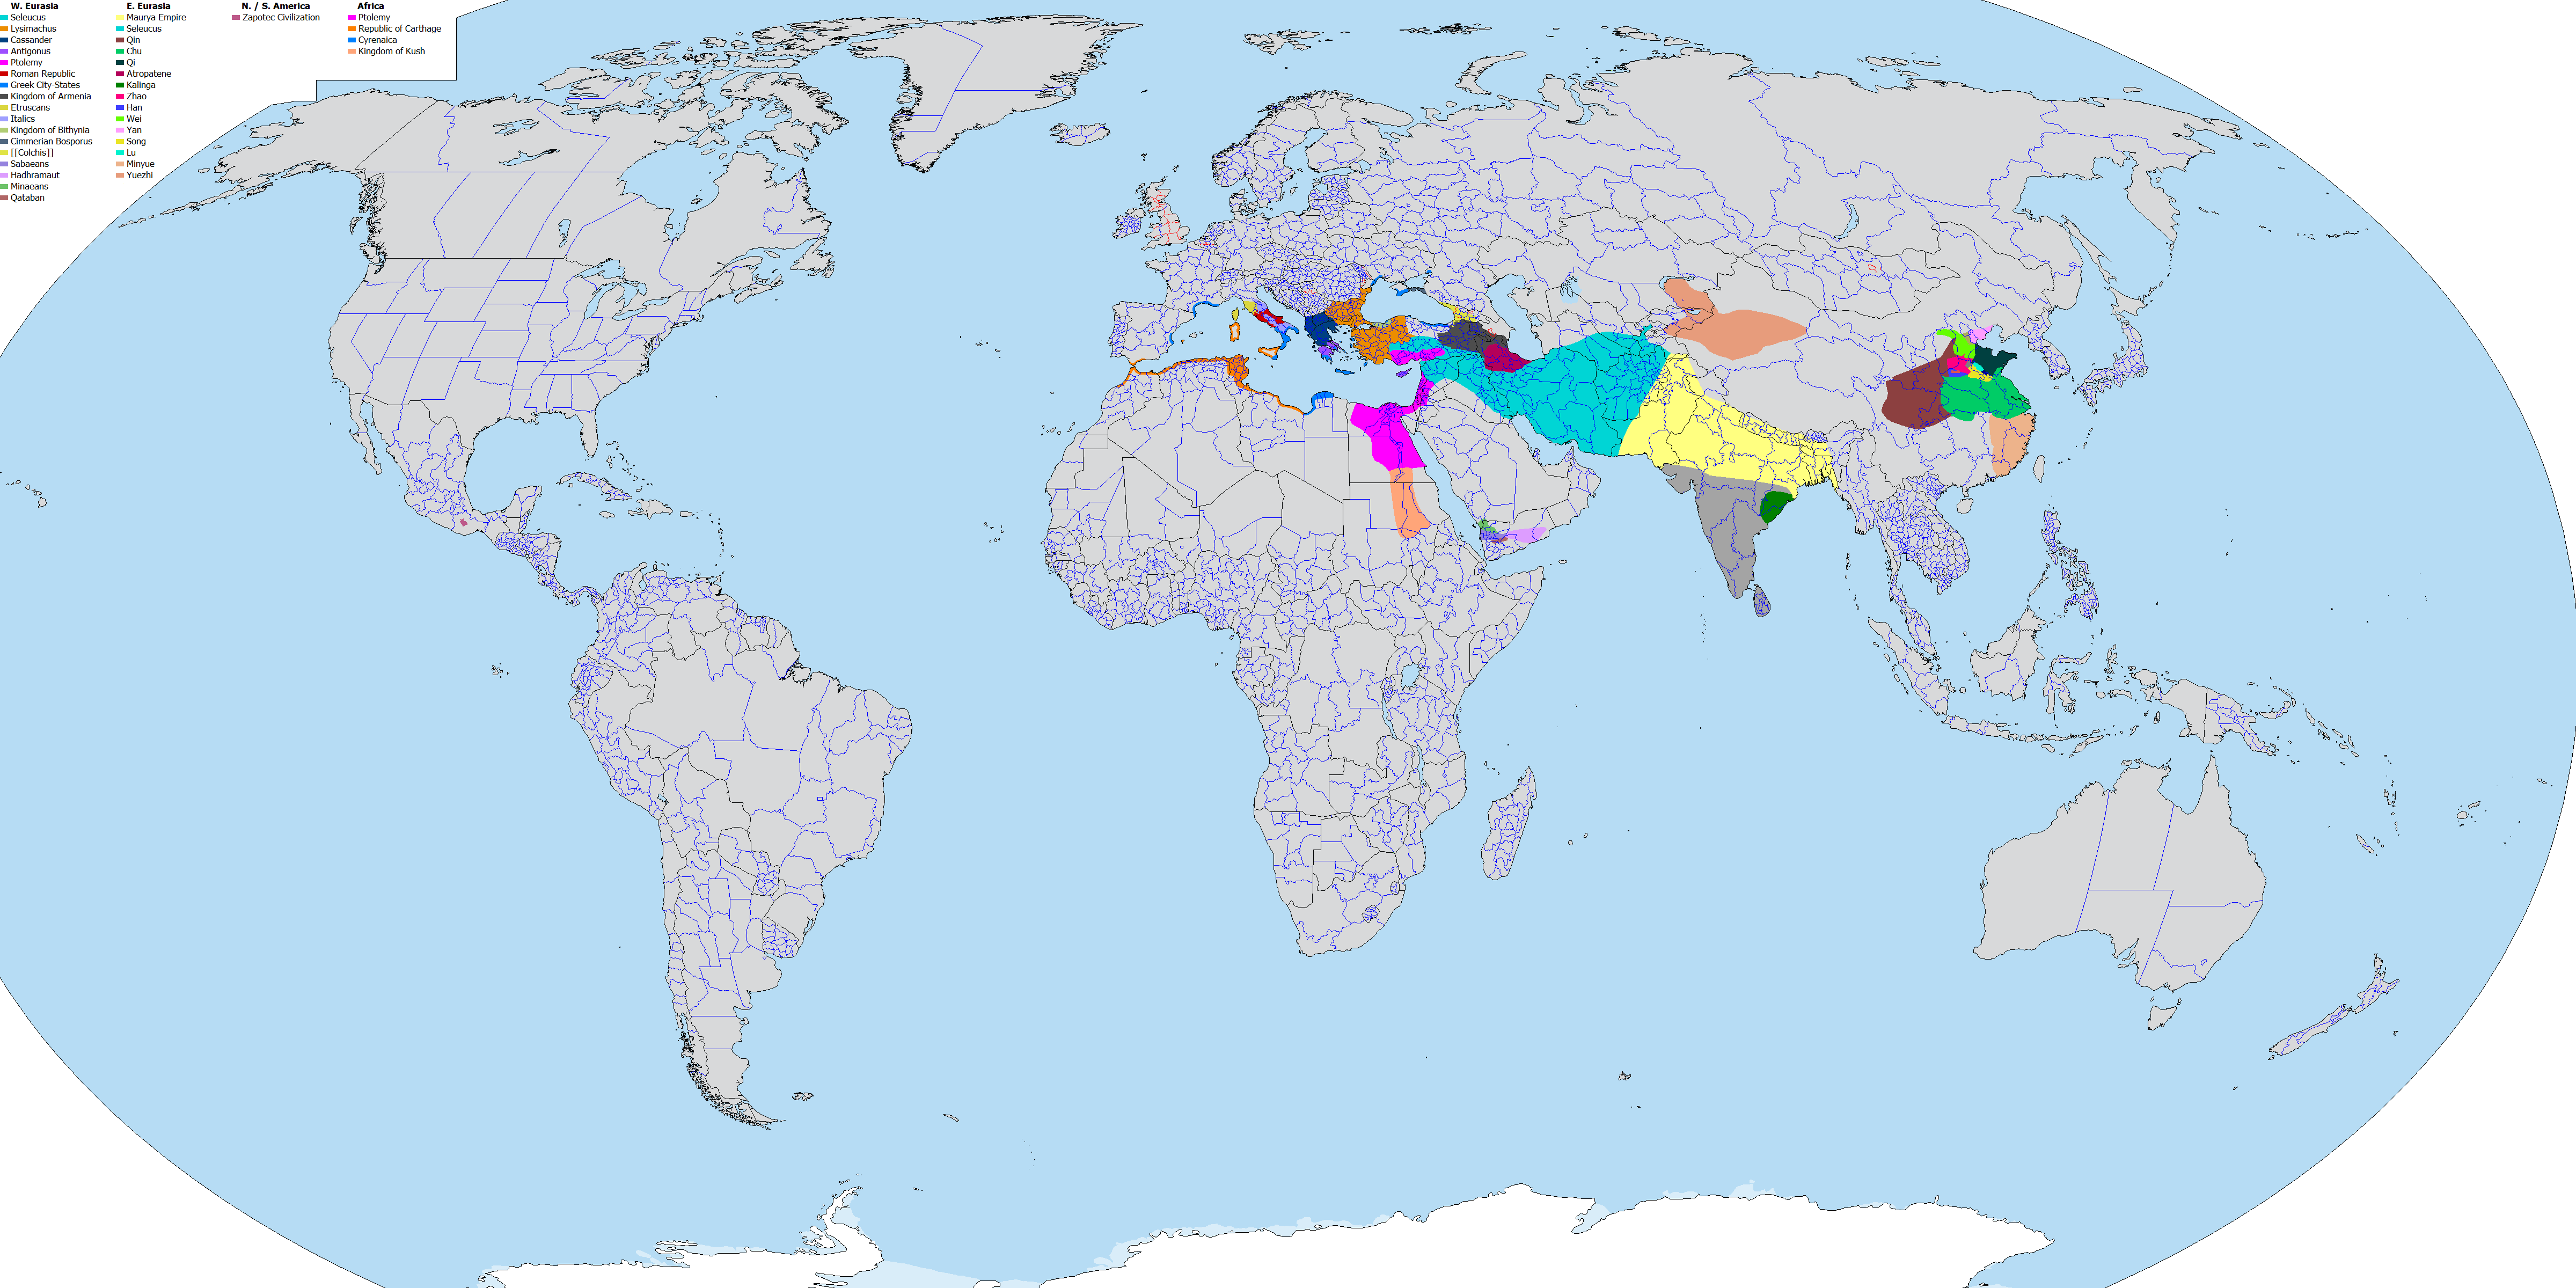 W. Eurasia
Seleucus
Lysimachus
Cassander
Antigonus
Ptolemy
Roman Republic
Greek City-States
Kingdom of Armenia
Etruscans
Italics
Kingdom of Bithynia
Cimmerian Bosporus
[[Colchis]]
Sabaeans
Hadhramaut
Minaeans
Qataban
E. Eurasia
Maurya Empire
Seleucus
Qin
Chu
Qi
Atropatene
Kalinga
Zhao
Han
Wei
Yan
Song
Lu
Minyue
Yuezhi
N. / S. America
Zapotec Civilization
Africa
Ptolemy
Republic of Carthage
Cyrenaica
Kingdom of Kush